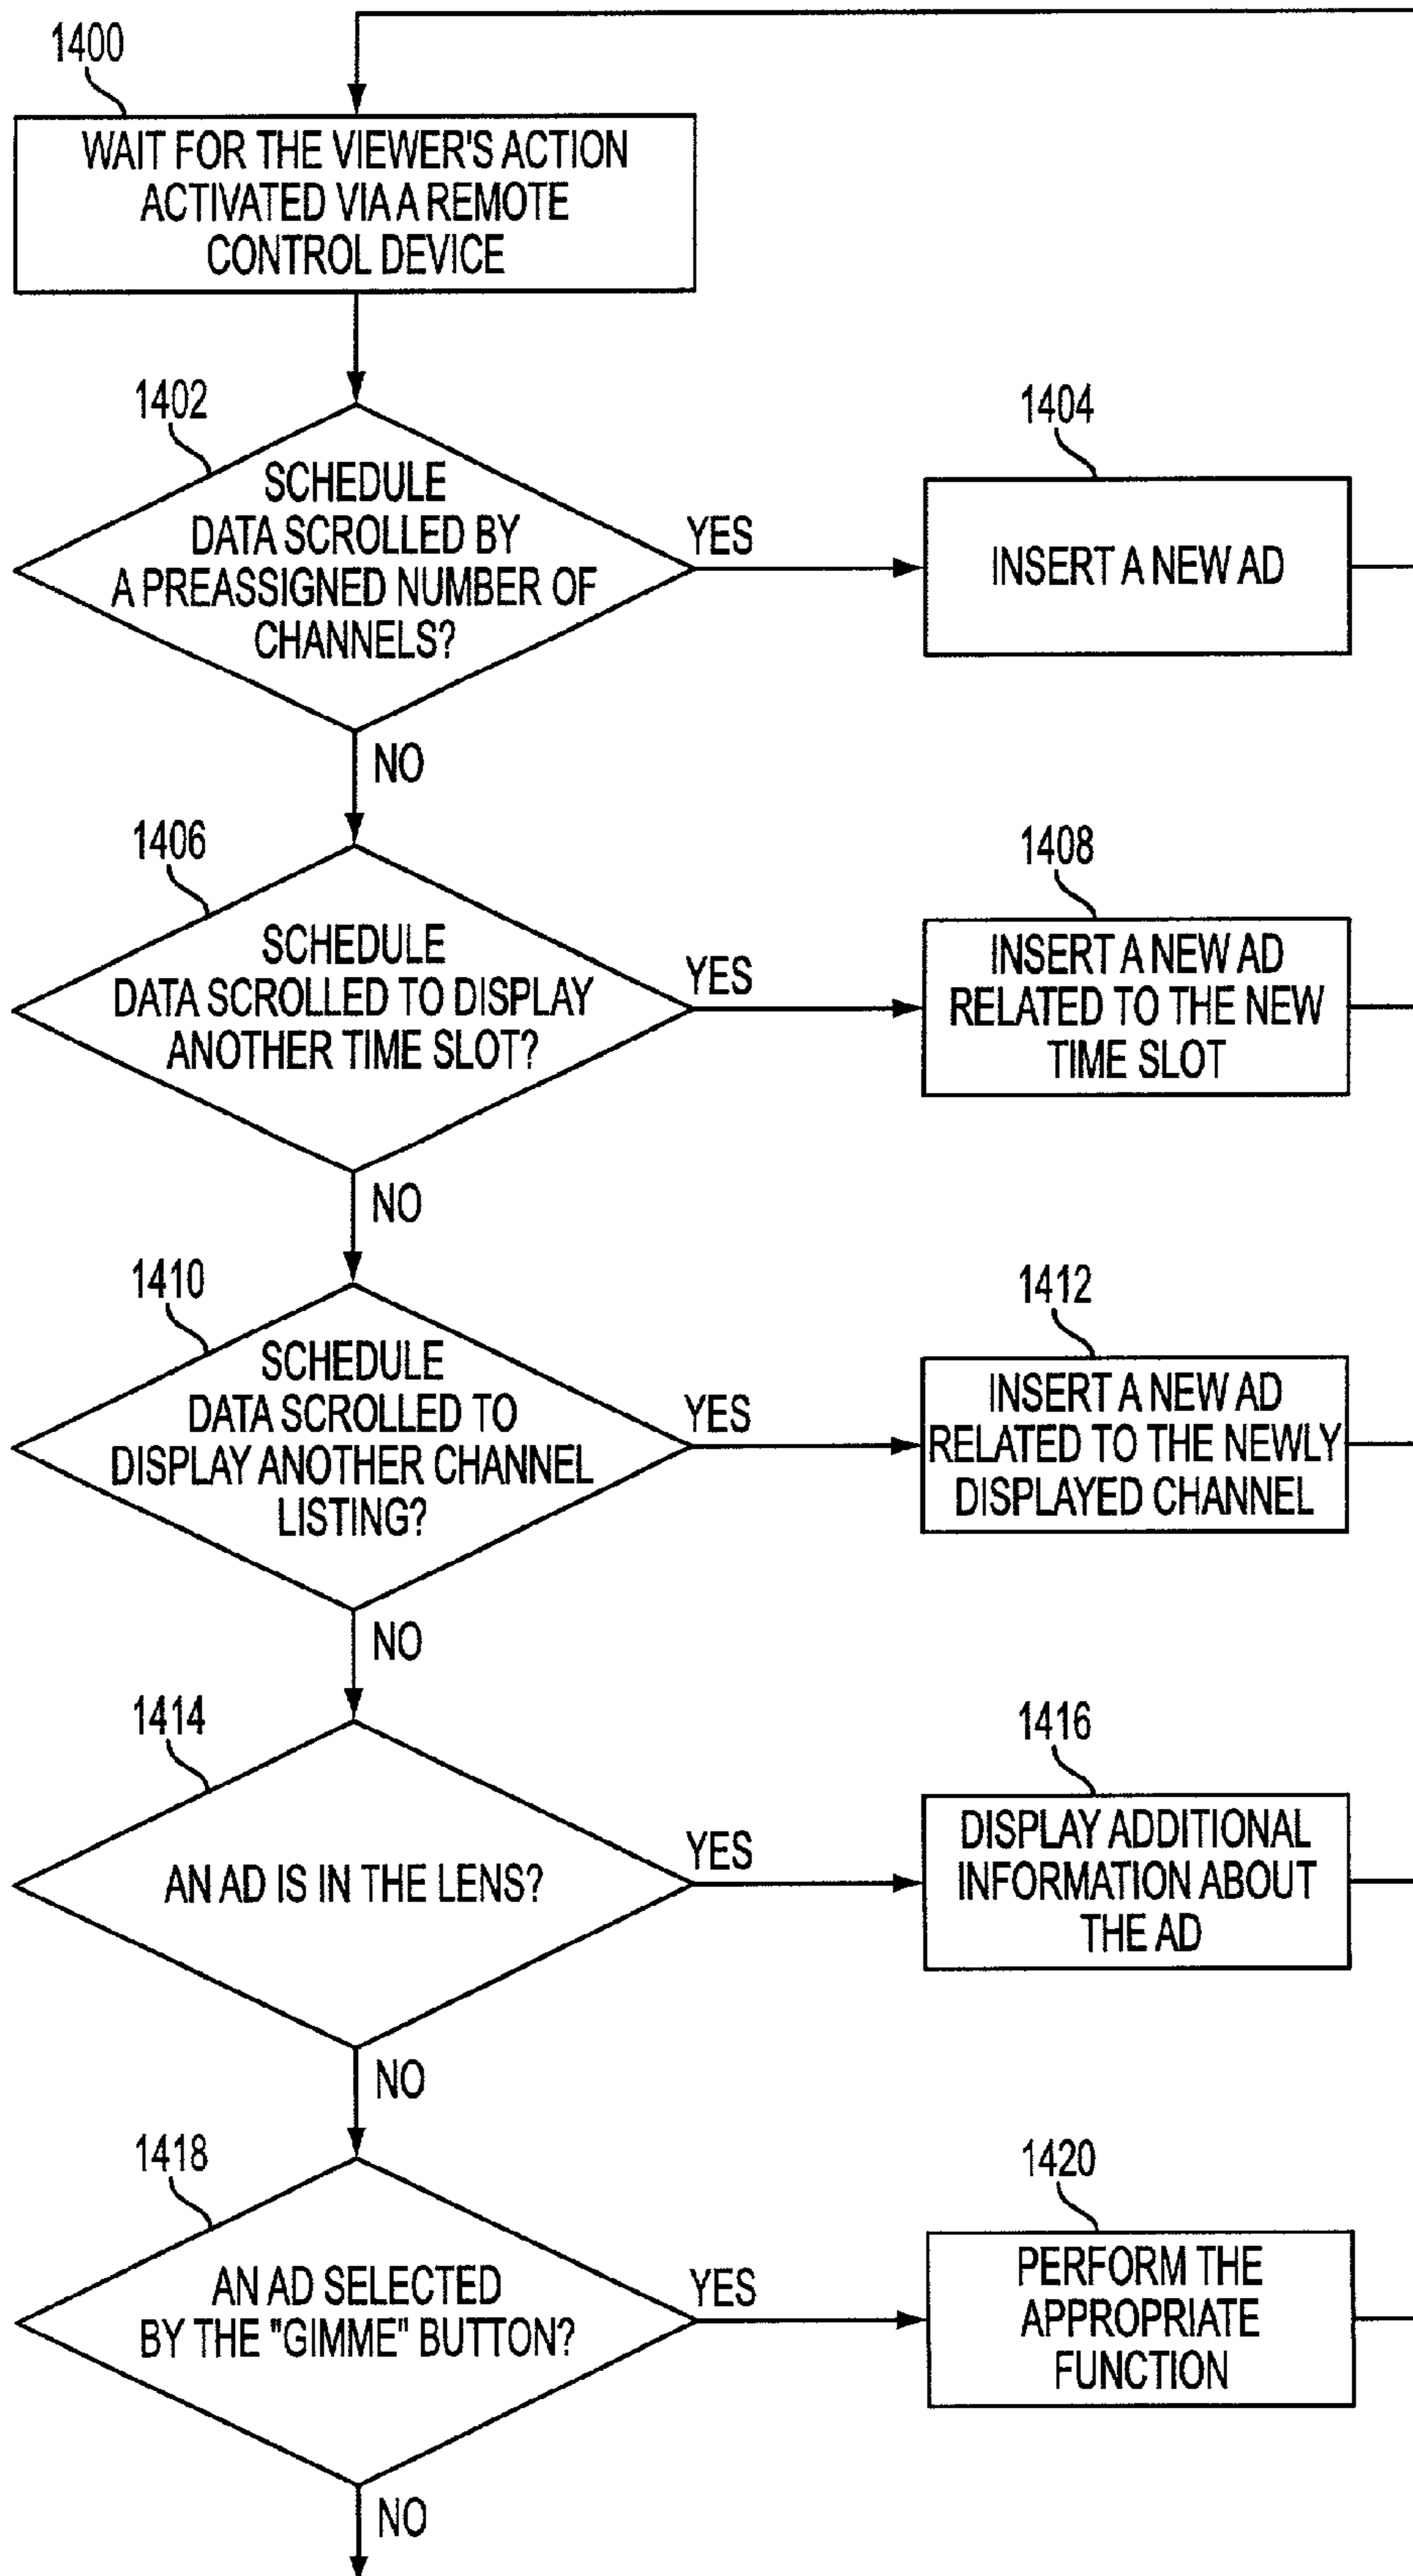 1400
WAIT FOR THE VIEWER'S ACTION
ACTIVATED VIA A REMOTE
CONTROL DEVICE
1402
SCHEDULE
DATA SCROLLED BY
A PREASSIGNED NUMBER OF
CHANNELS?
YES
1404
INSERT A NEW AD
NO
1406
SCHEDULE
DATA SCROLLED TO DISPLAY
ANOTHER TIME SLOT?
YES
1408
INSERT A NEW AD
RELATED TO THE NEW
TIME SLOT
NO
1410
SCHEDULE
DATA SCROLLED TO
DISPLAY ANOTHER CHANNEL
LISTING?
YES
1412
INSERT A NEW AD
RELATED TO THE NEWLY
DISPLAYED CHANNEL
NO
1414
AN AD IS IN THE LENS?
YES
1416
DISPLAY ADDITIONAL
INFORMATION ABOUT
THE AD
NO
1418
AN AD SELECTED
BY THE "GIMME" BUTTON?
YES
1420
PERFORM THE
APPROPRIATE
FUNCTION
NO